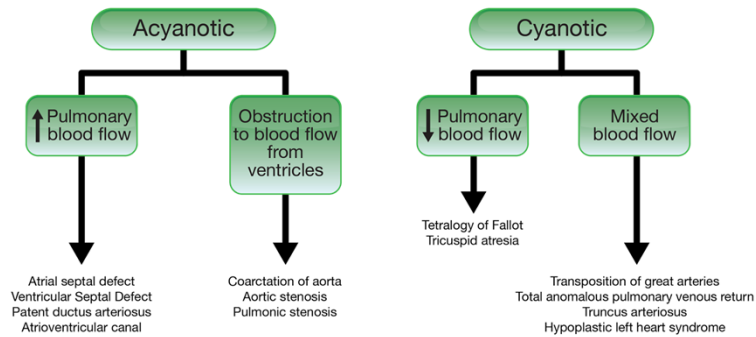 Acyanotic
Pulmonary
blood flow
Obstruction
to blood flow
from
ventricles
Atrial septal defect
Ventricular Septal Defect
Patent ductus arteriosus
Atrioventricular canal
Coarctation of aorta
Aortic stenosis
Pulmonic stenosis
Cyanotic
Pulmonary
blood flow
Mixed
blood flow
Tetralogy of Fallot
Tricuspid atresia
Transposition of great arteries
Total anomalous pulmonary venous return
Truncus arteriosus
Hypoplastic left heart syndrome